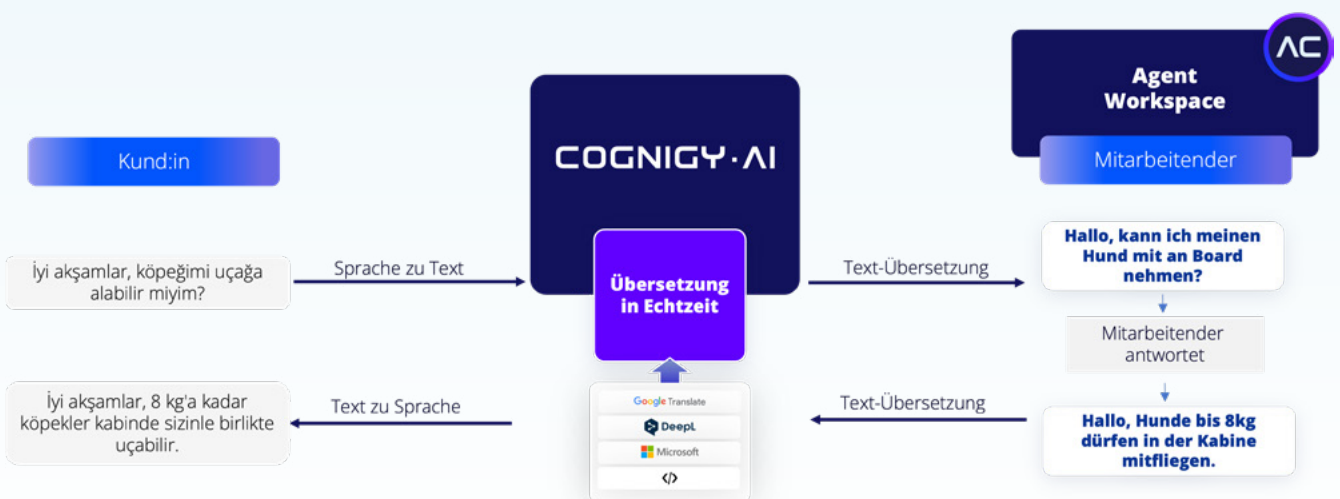 AC
Agent
Workspace
Kund:in
COGNIGY·AI
Mitarbeitender
İyi akşamlar, köpeğimi uçağa
alabilir miyim?
Sprache zu Text
Übersetzung
in Echtzeit
Text-Übersetzung
Hallo, kann ich meinen
Hund mit an Board
nehmen?
Mitarbeitender
antwortet
İyi akşamlar, 8 kg'a kadar
köpekler kabinde sizinle birlikte
uçabilir.
Text zu Sprache
Google Translate
DeepL
Microsoft
</>
Text-Übersetzung
Hallo, Hunde bis 8kg
dürfen in der Kabine
mitfliegen.